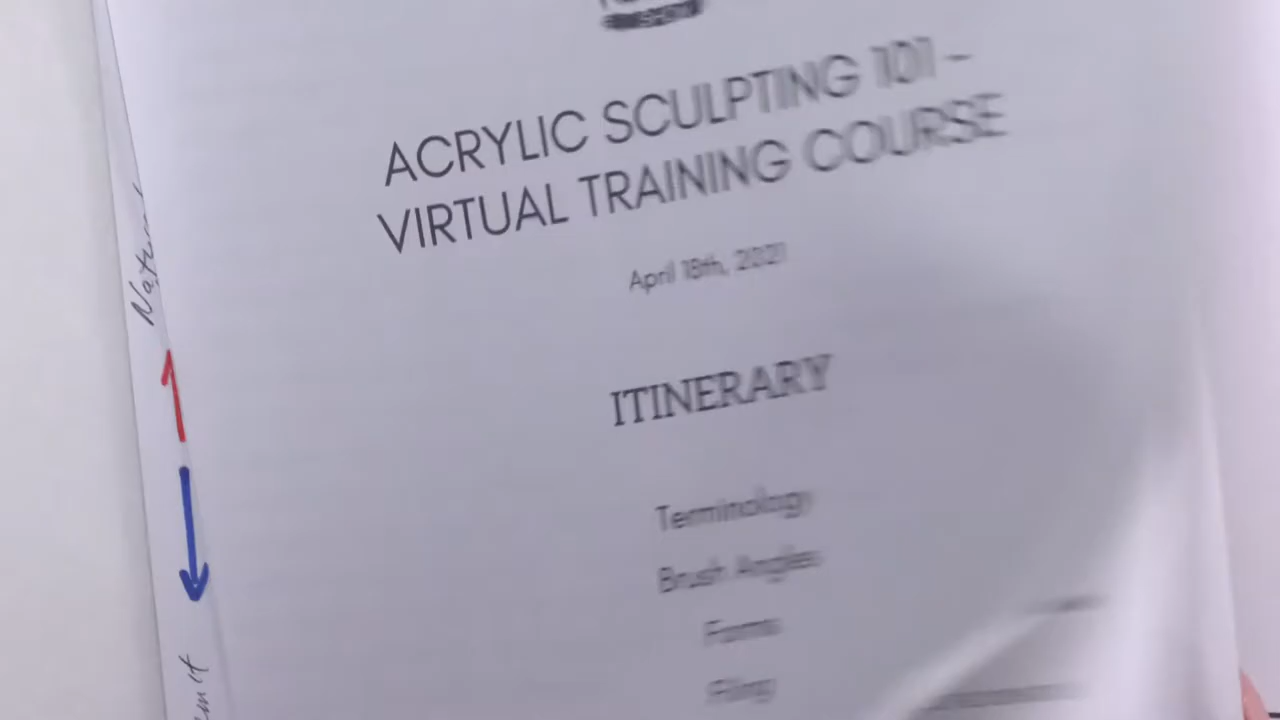 ACRYLIC SCULPTING 101 –
VIRTUAL TRAINING COURSE
April 18th, 2021
ITINERARY
Terminology
Brush Angles
Forms
Filing